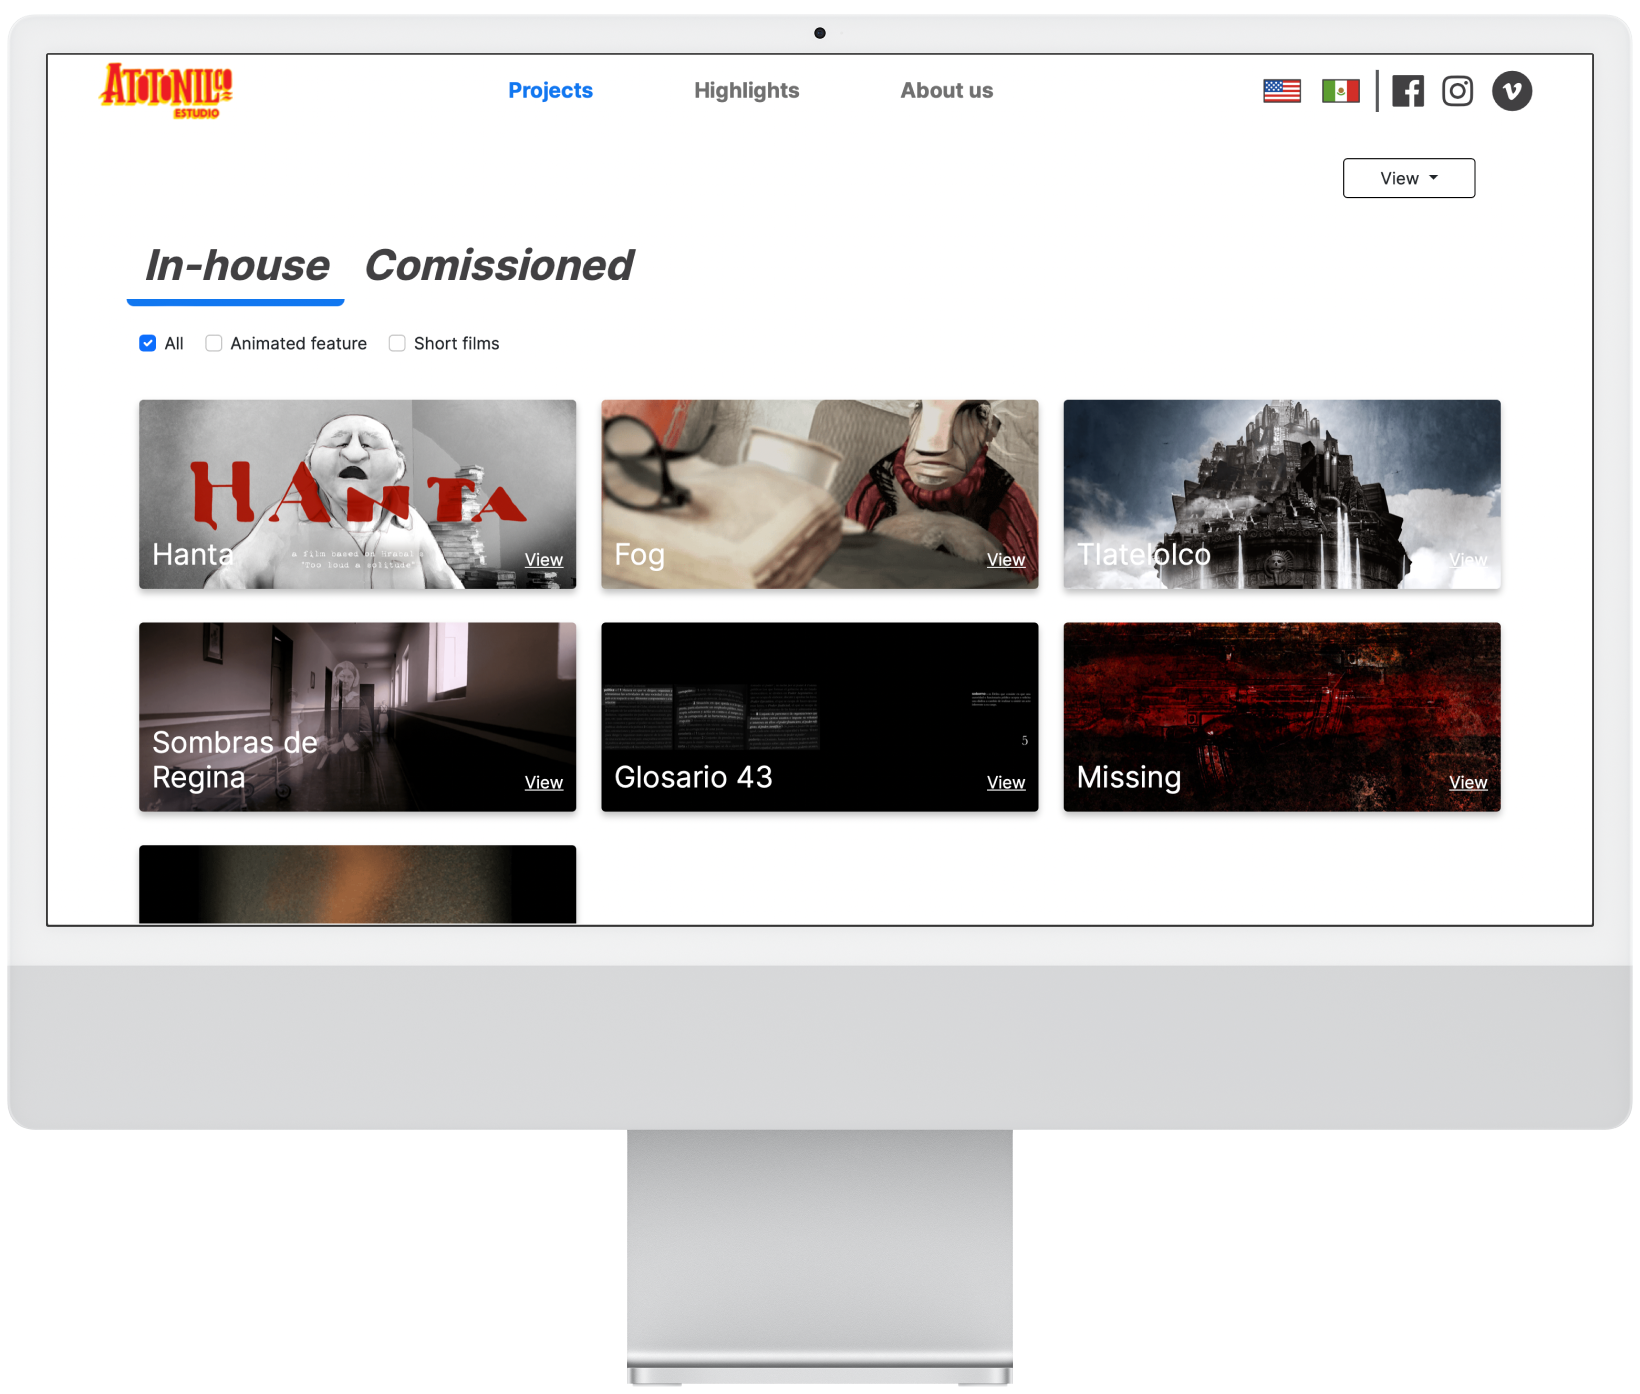 ATOTONILCO
ESTUDIO
Projects
Highlights
About us
View
In-house
Comissioned
All
Animated feature
Short films
HANTA
a film based on Hrabal's
"Too loud a solitude"
Hanta
View
Fog
View
Tlatelolco
View
Sombras de
Regina
View
5
Glosario 43
View
Missing
View